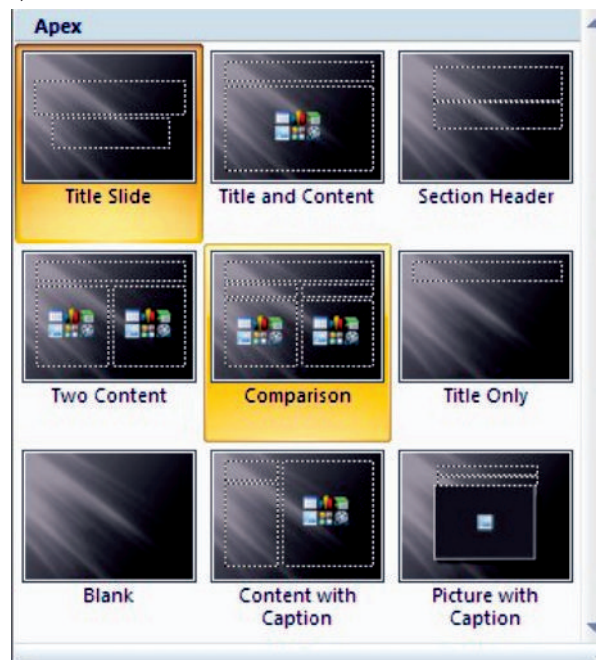 Apex
Title Slide
Title and Content
Section Header
Two Content
Comparison
Title Only
Blank
Content with
Caption
Picture with
Caption